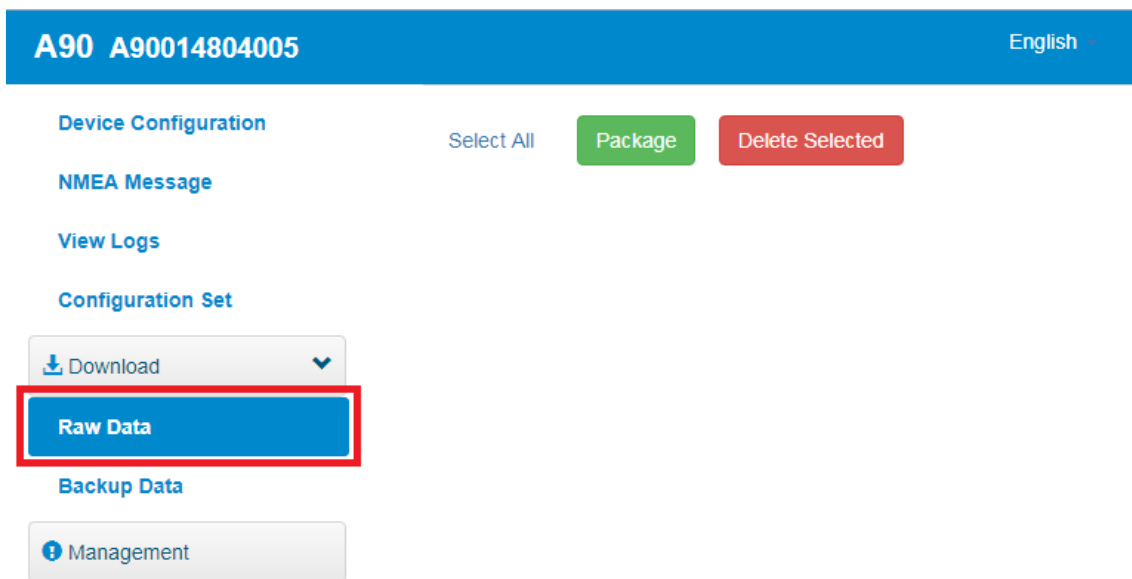 A90 A90014804005
English
Device Configuration
Select All
Package
Delete Selected
NMEA Message
View Logs
Configuration Set
Download
Raw Data
Backup Data
Management